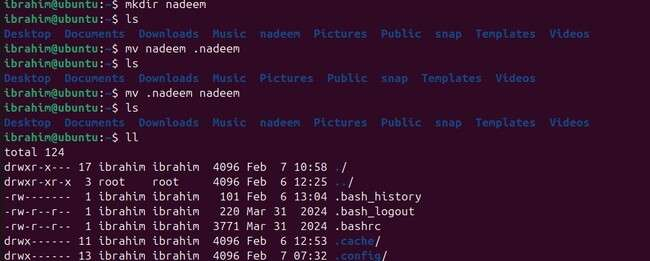 ibrahim@ubuntu:~$ mkdir nadeem
ibrahim@ubuntu:~$ ls
Desktop  Documents  Downloads  Music  nadeem  Pictures  Public  snap  Templates  Videos
ibrahim@ubuntu:~$ mv nadeem .nadeem
ibrahim@ubuntu:~$ ls
Desktop  Documents  Downloads  Music  Pictures  Public  snap  Templates  Videos
ibrahim@ubuntu:~$ mv .nadeem nadeem
ibrahim@ubuntu:~$ ls
Desktop  Documents  Downloads  Music  nadeem  Pictures  Public  snap  Templates  Videos
ibrahim@ubuntu:~$ ll
total 124
drwxr-x--- 17 ibrahim ibrahim  4096 Feb  7 10:58 ./
drwxr-xr-x  3 root    root     4096 Feb  6 12:25 ../
-rw-------  1 ibrahim ibrahim   101 Feb  6 13:04 .bash_history
-rw-r--r--  1 ibrahim ibrahim   220 Mar 31  2024 .bash_logout
-rw-r--r--  1 ibrahim ibrahim  3771 Mar 31  2024 .bashrc
drwx------ 11 ibrahim ibrahim  4096 Feb  6 12:53 .cache/
drwx------ 13 ibrahim ibrahim  4096 Feb  7 07:32 .config/